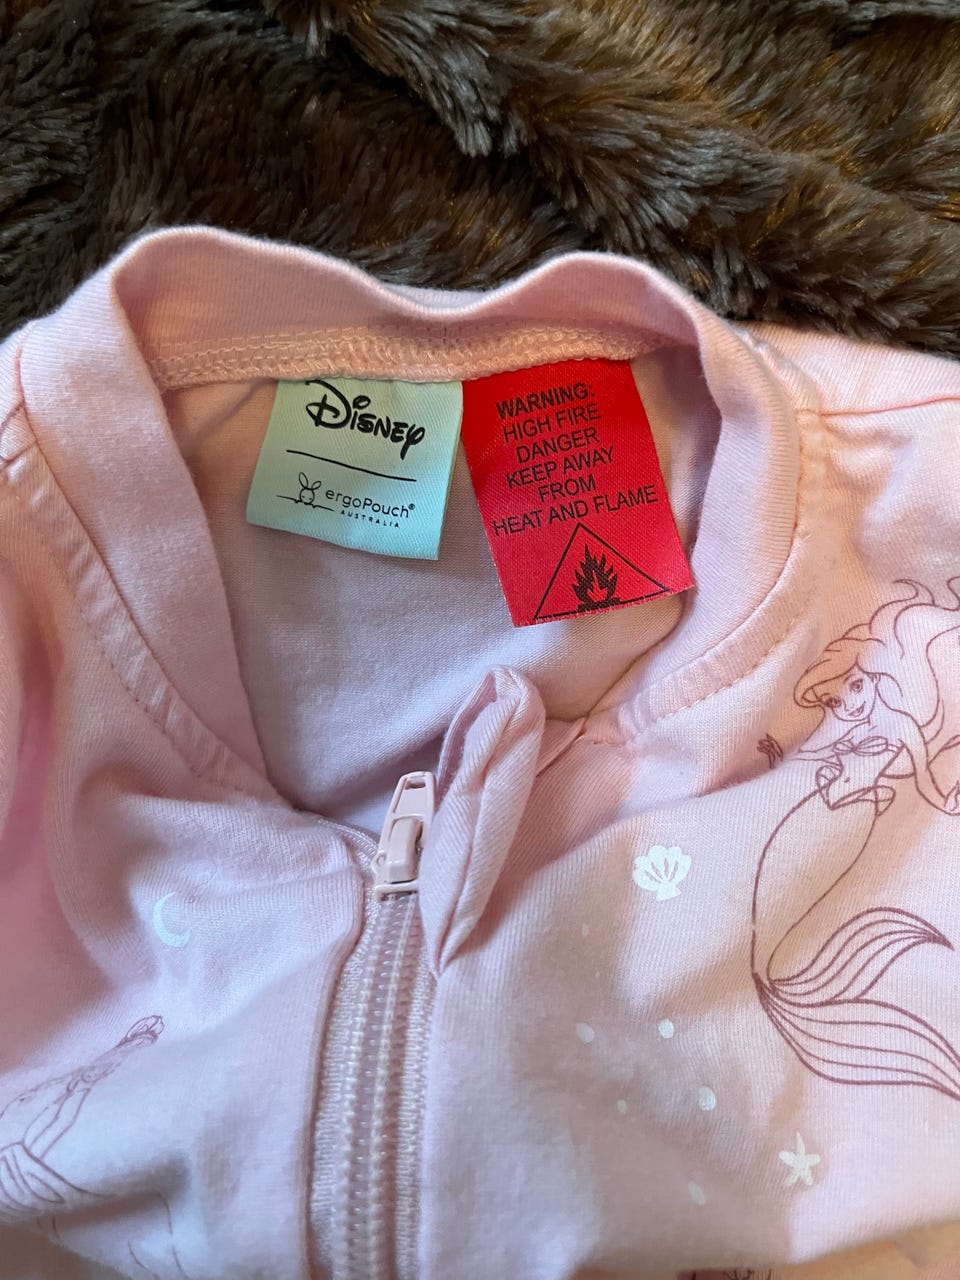 Disney
ergoPouch®
AUSTRALIA
WARNING:
HIGH FIRE
DANGER
KEEP AWAY
FROM
HEAT AND FLAME